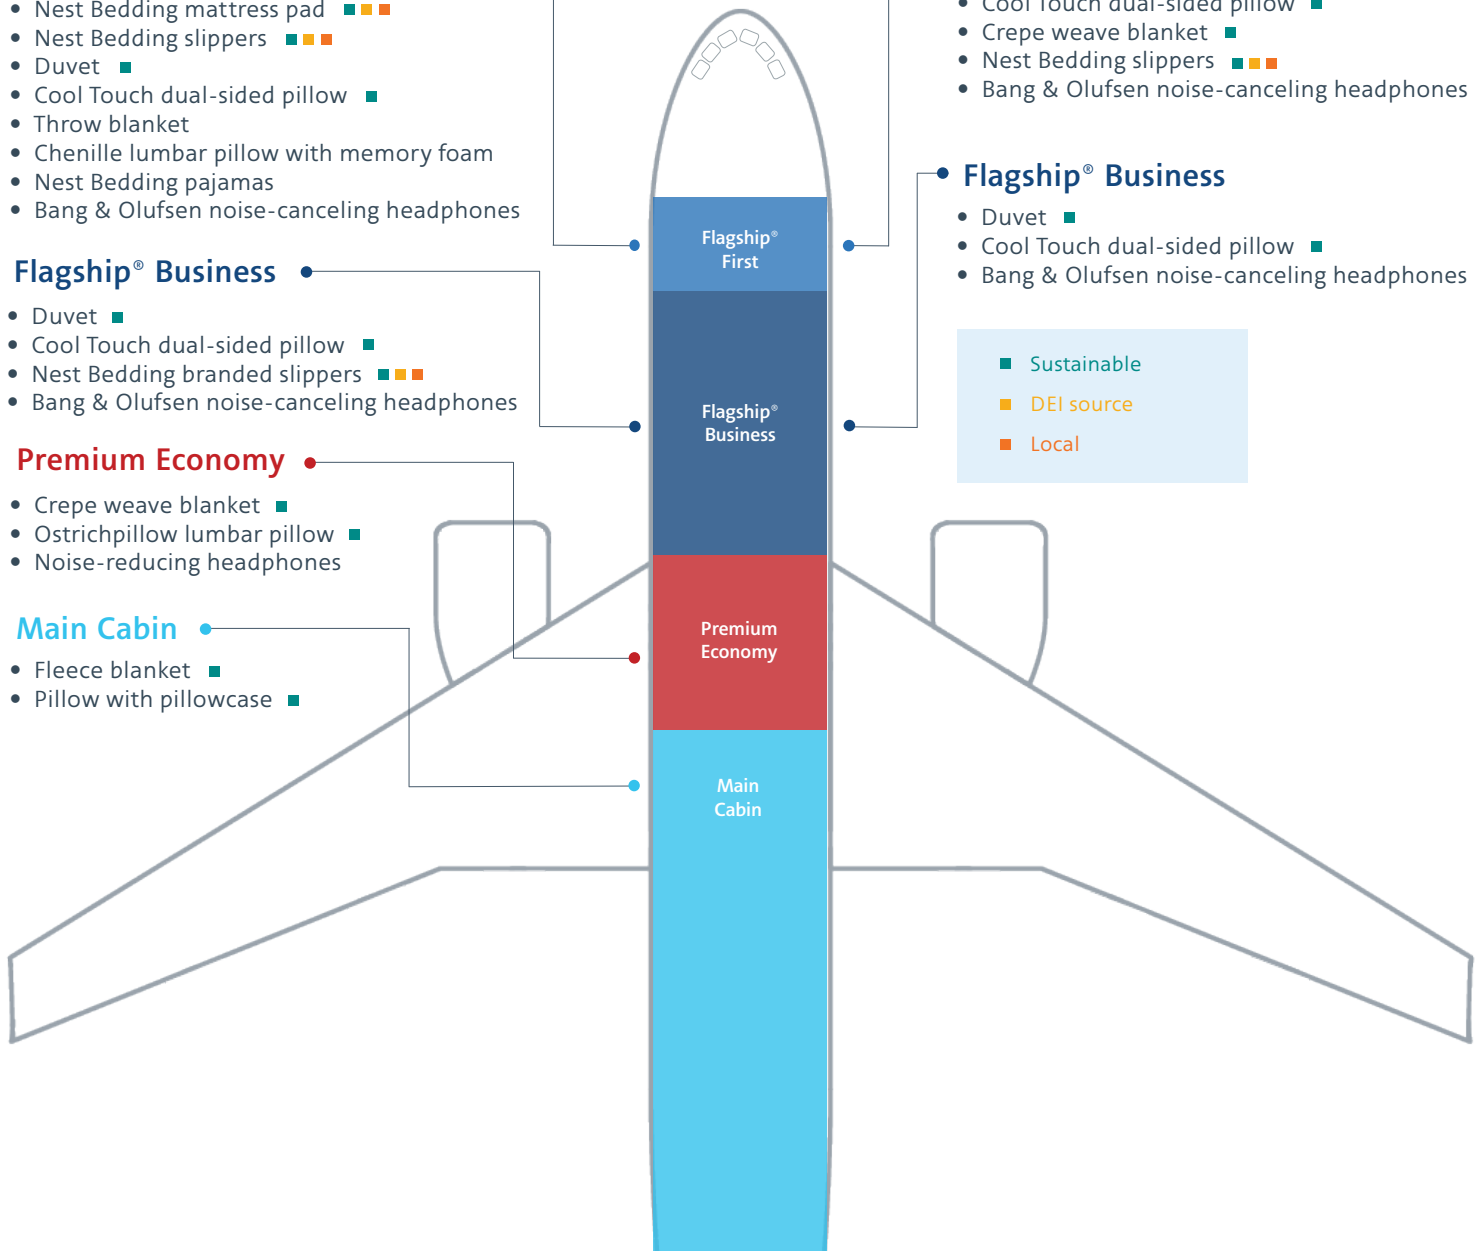 • Nest Bedding mattress pad
• Nest Bedding slippers
• Duvet
• Cool Touch dual-sided pillow
• Throw blanket
• Chenille lumbar pillow with memory foam
• Nest Bedding pajamas
• Bang & Olufsen noise-canceling headphones
Flagship® Business
• Duvet
• Cool Touch dual-sided pillow
• Nest Bedding branded slippers
• Bang & Olufsen noise-canceling headphones
Premium Economy
• Crepe weave blanket
• Ostrichpillow lumbar pillow
• Noise-reducing headphones
Main Cabin
• Fleece blanket
• Pillow with pillowcase
Flagship®
First
Flagship®
Business
Premium
Economy
Main
Cabin
• Cool Touch dual-sided pillow
• Crepe weave blanket
• Nest Bedding slippers
• Bang & Olufsen noise-canceling headphones
Flagship® Business
• Duvet
• Cool Touch dual-sided pillow
• Bang & Olufsen noise-canceling headphones
Sustainable
DEI source
Local